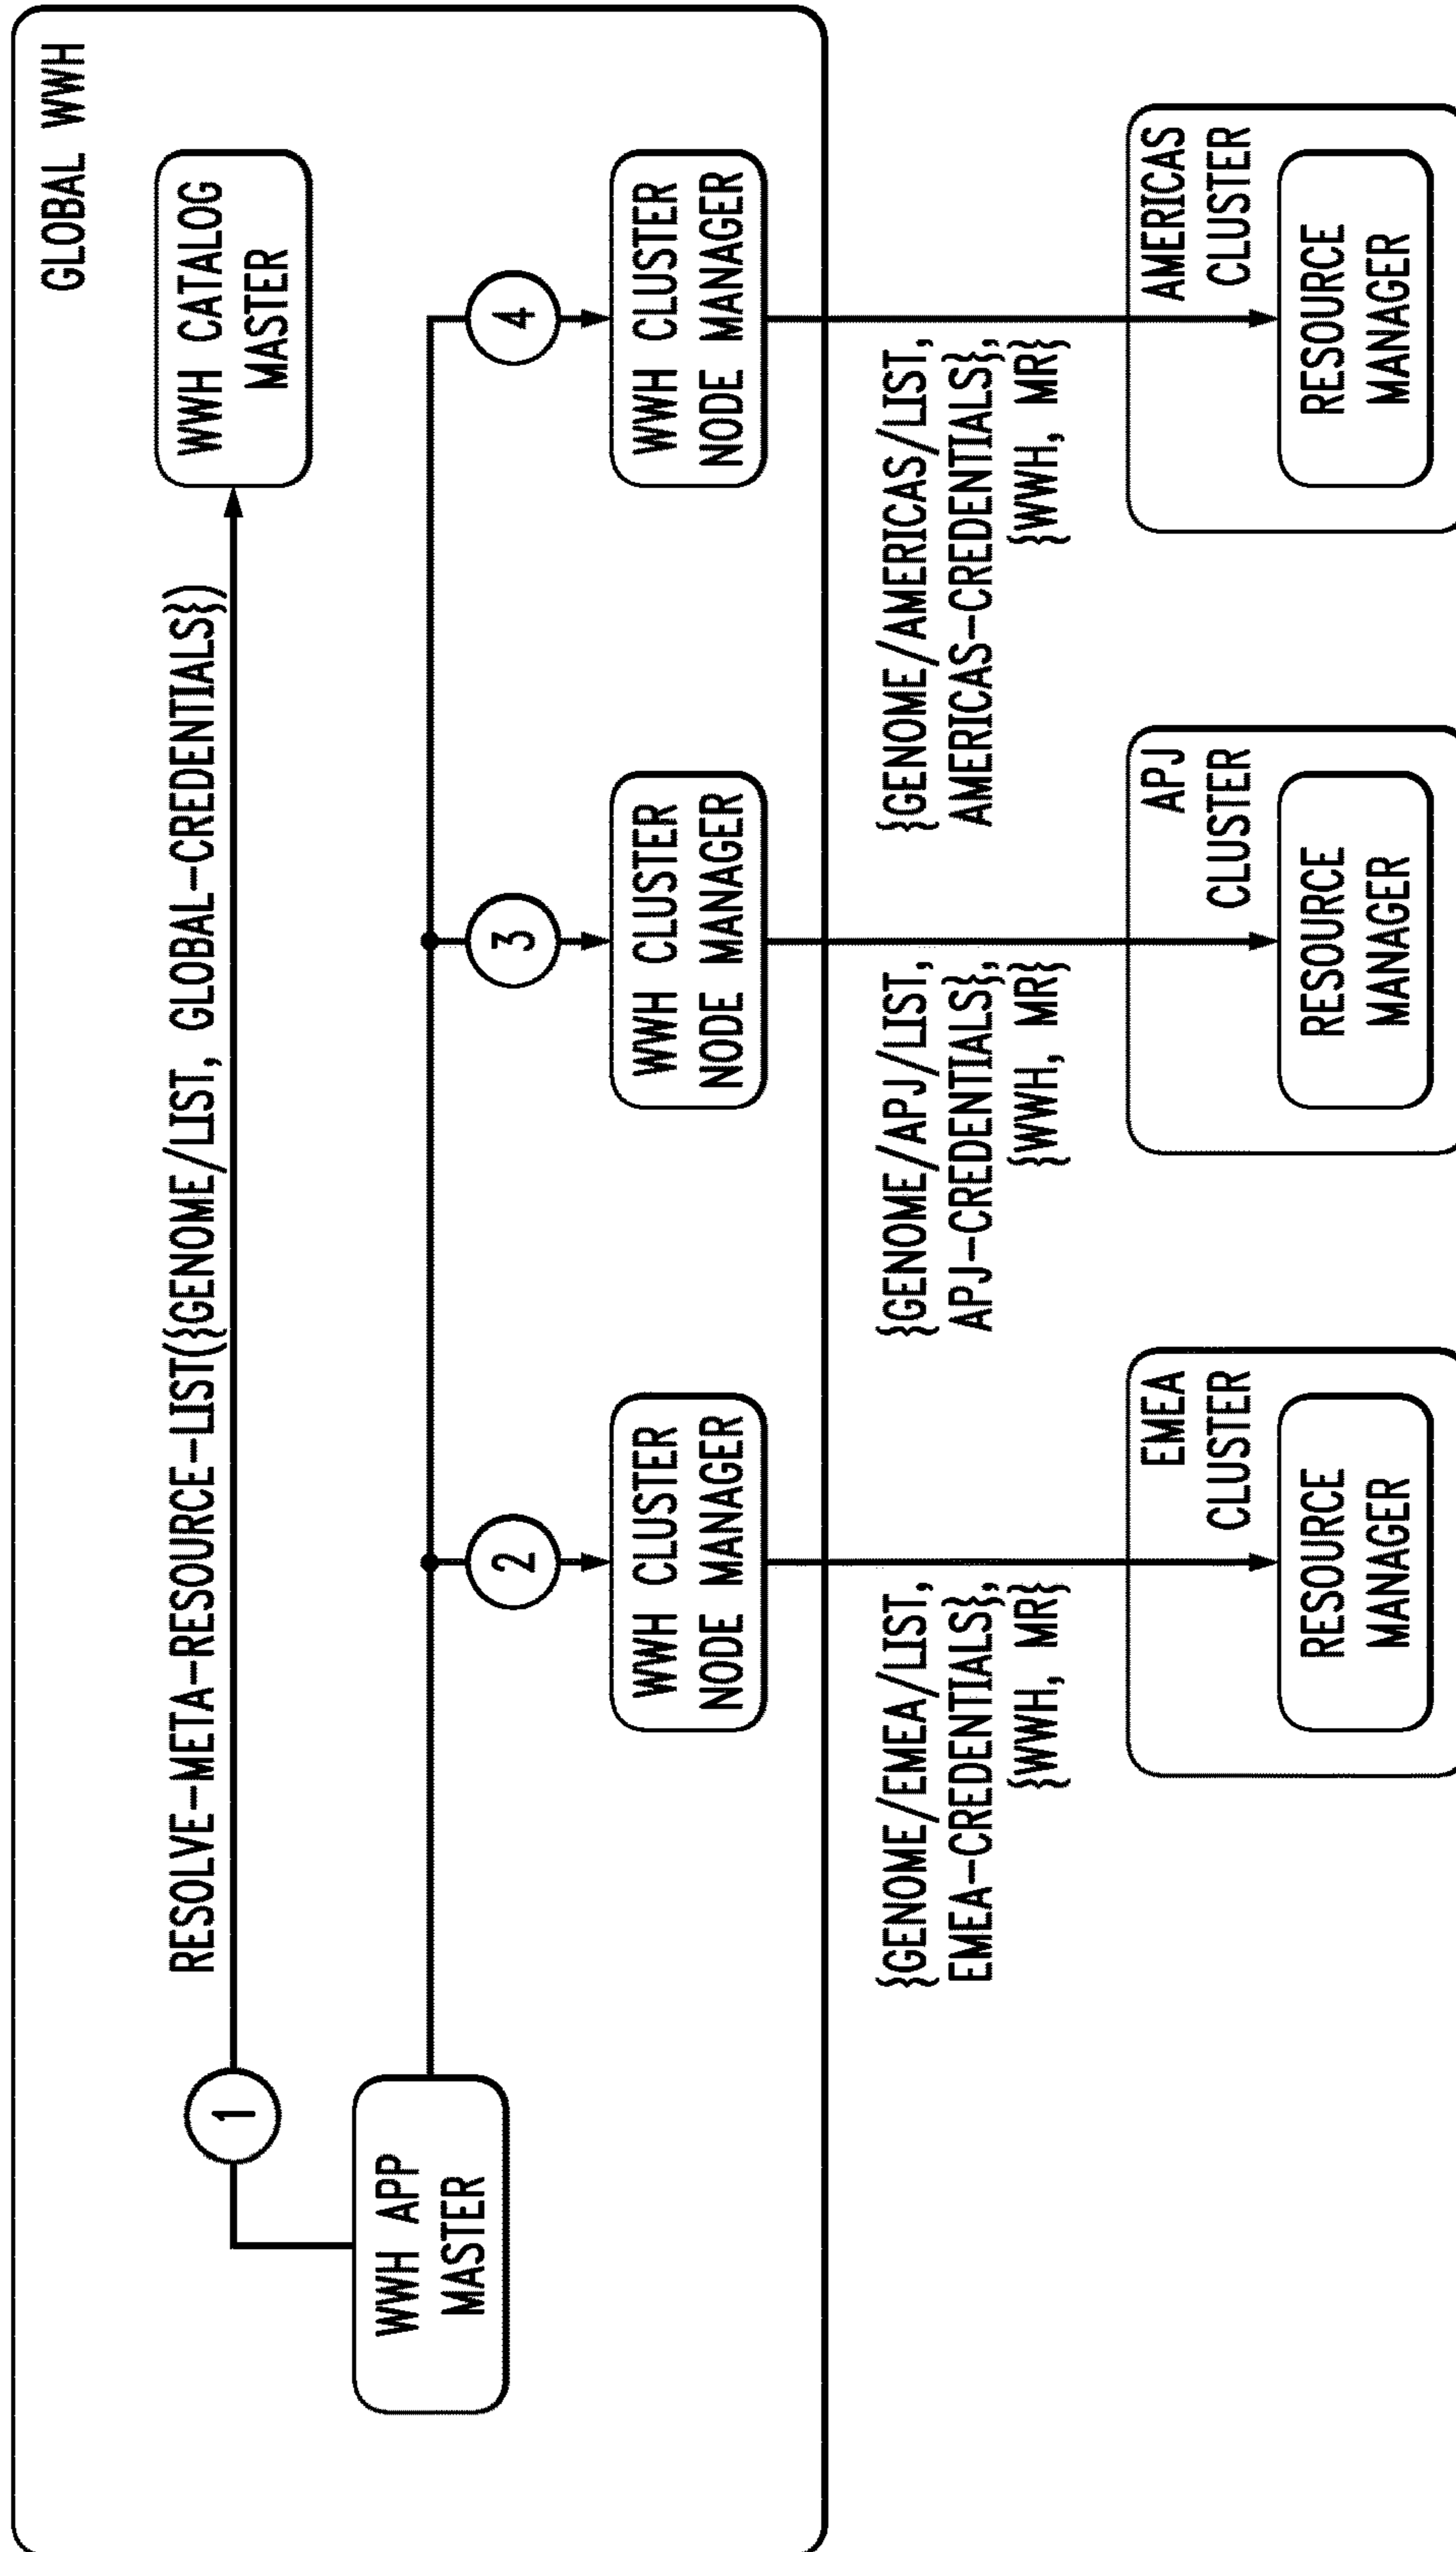 GLOBAL WWH
RESOLVE-META-RESOURCE-LIST({GENOME/LIST, GLOBAL-CREDENTIALS})
1
WWH CATALOG
MASTER
WWH APP
MASTER
2
3
4
WWH CLUSTER
NODE MANAGER
WWH CLUSTER
NODE MANAGER
WWH CLUSTER
NODE MANAGER
{GENOME/EMEA/LIST,
EMEA-CREDENTIALS},
{WWH, MR}
{GENOME/APJ/LIST,
APJ-CREDENTIALS},
{WWH, MR}
{GENOME/AMERICAS/LIST,
AMERICAS-CREDENTIALS},
{WWH, MR}
EMEA
CLUSTER
RESOURCE
MANAGER
APJ
CLUSTER
RESOURCE
MANAGER
AMERICAS
CLUSTER
RESOURCE
MANAGER